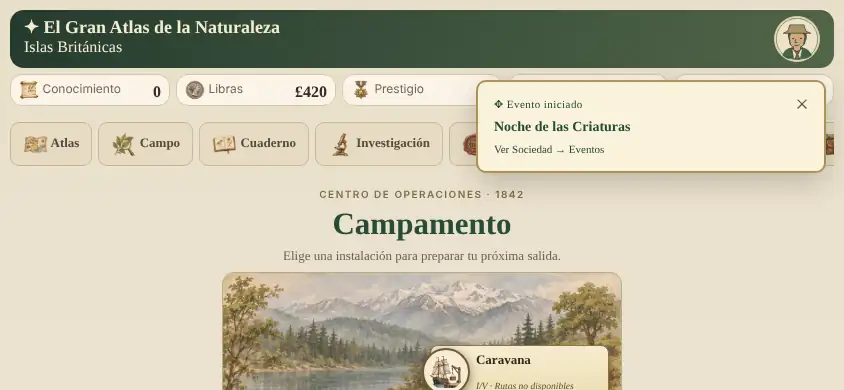 ✦ El Gran Atlas de la Naturaleza
Islas Británicas
Conocimiento 0
Libras £420
Prestigio
✥ Evento iniciado
Noche de las Criaturas
Ver Sociedad → Eventos
Atlas
Campo
Cuaderno
Investigación
CENTRO DE OPERACIONES · 1842
Campamento
Elige una instalación para preparar tu próxima salida.
Caravana
I/V · Rutas no disponibles